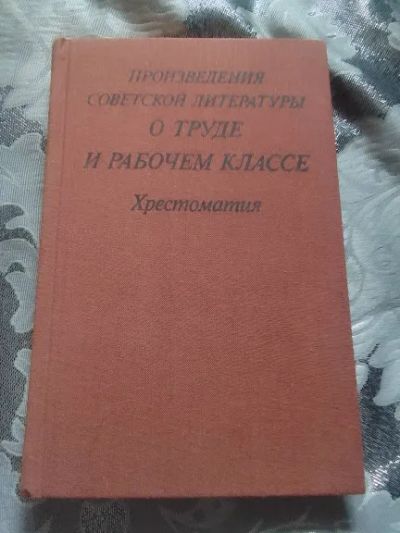 ПРОИЗВЕДЕНИЯ
СОВЕТСКОЙ ЛИТЕРАТУРЫ
О ТРУДЕ
И РАБОЧЕМ КЛАССЕ
Хрестоматия